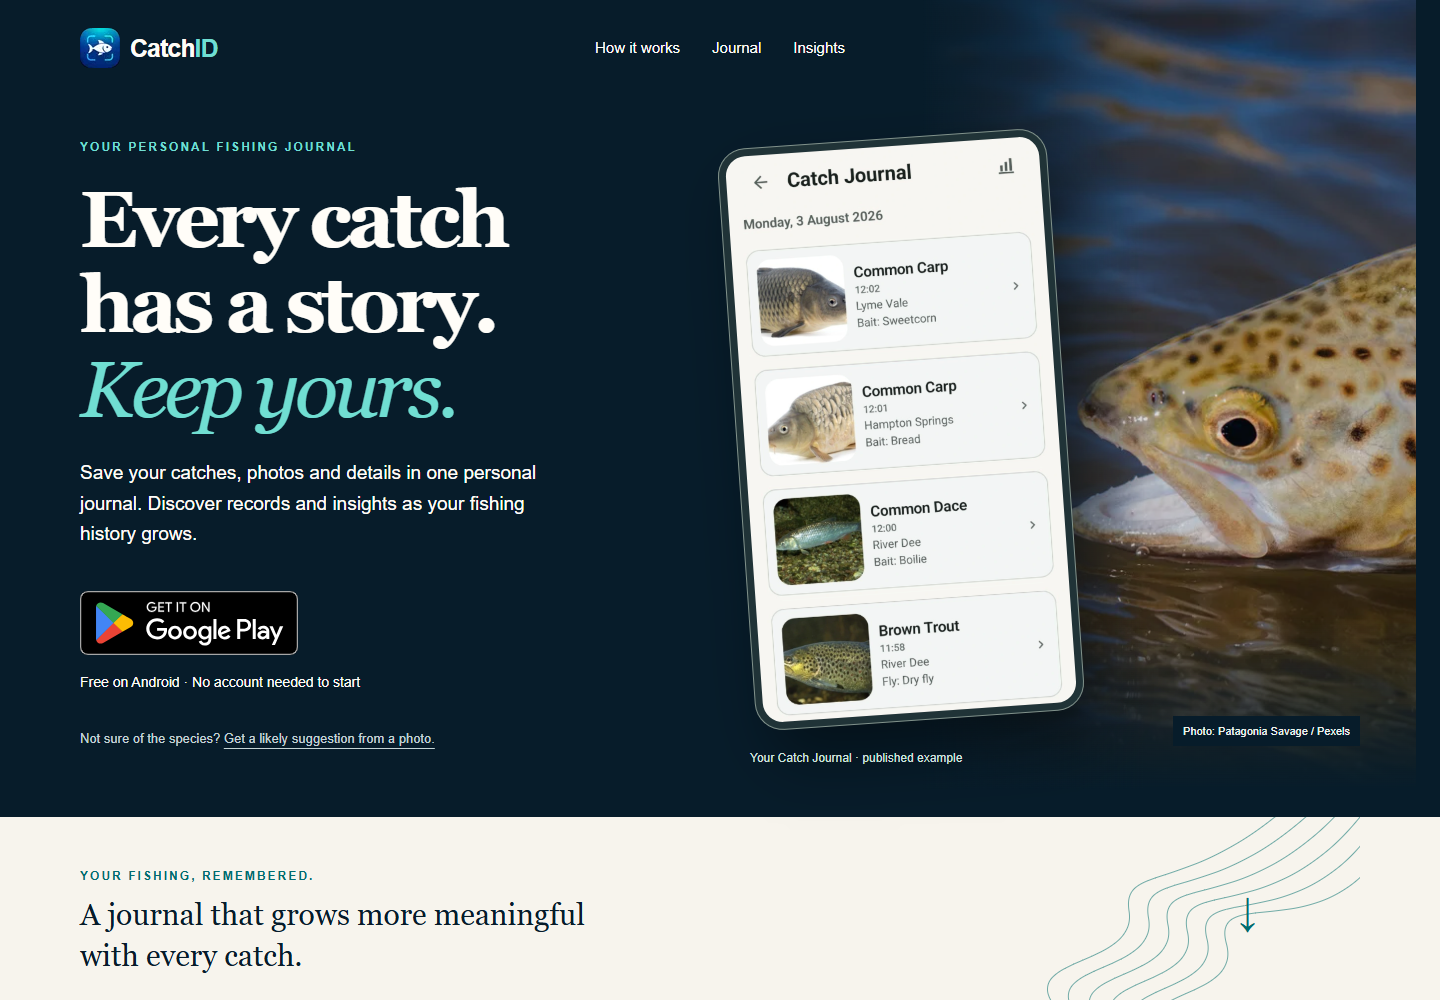 CatchID
How it works
Journal
Insights
YOUR PERSONAL FISHING JOURNAL
Every catch
has a story.
Keep yours.
Save your catches, photos and details in one personal
journal. Discover records and insights as your fishing
history grows.
GET IT ON
Google Play
Free on Android · No account needed to start
Not sure of the species? Get a likely suggestion from a photo.
Catch Journal
Monday, 3 August 2026
Common Carp
12:02
Lyme Vale
Bait: Sweetcorn
Common Carp
12:01
Hampton Springs
Bait: Bread
Common Dace
12:00
River Dee
Bait: Boilie
Brown Trout
11:58
River Dee
Fly: Dry fly
Your Catch Journal · published example
Photo: Patagonia Savage / Pexels
YOUR FISHING, REMEMBERED.
A journal that grows more meaningful
with every catch.